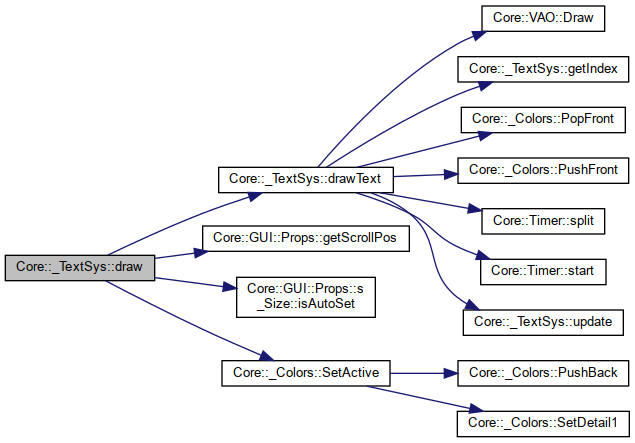 Core::VAO::Draw
Core::_TextSys::getIndex
Core::_Colors::PopFront
Core::_TextSys::drawText
Core::_Colors::PushFront
Core::Timer::split
Core::GUI::Props::getScrollPos
Core::_TextSys::draw
Core::Timer::start
Core::GUI::Props::s
_Size::isAutoSet
Core::_TextSys::update
Core::_Colors::SetActive
Core::_Colors::PushBack
Core::_Colors::SetDetail1